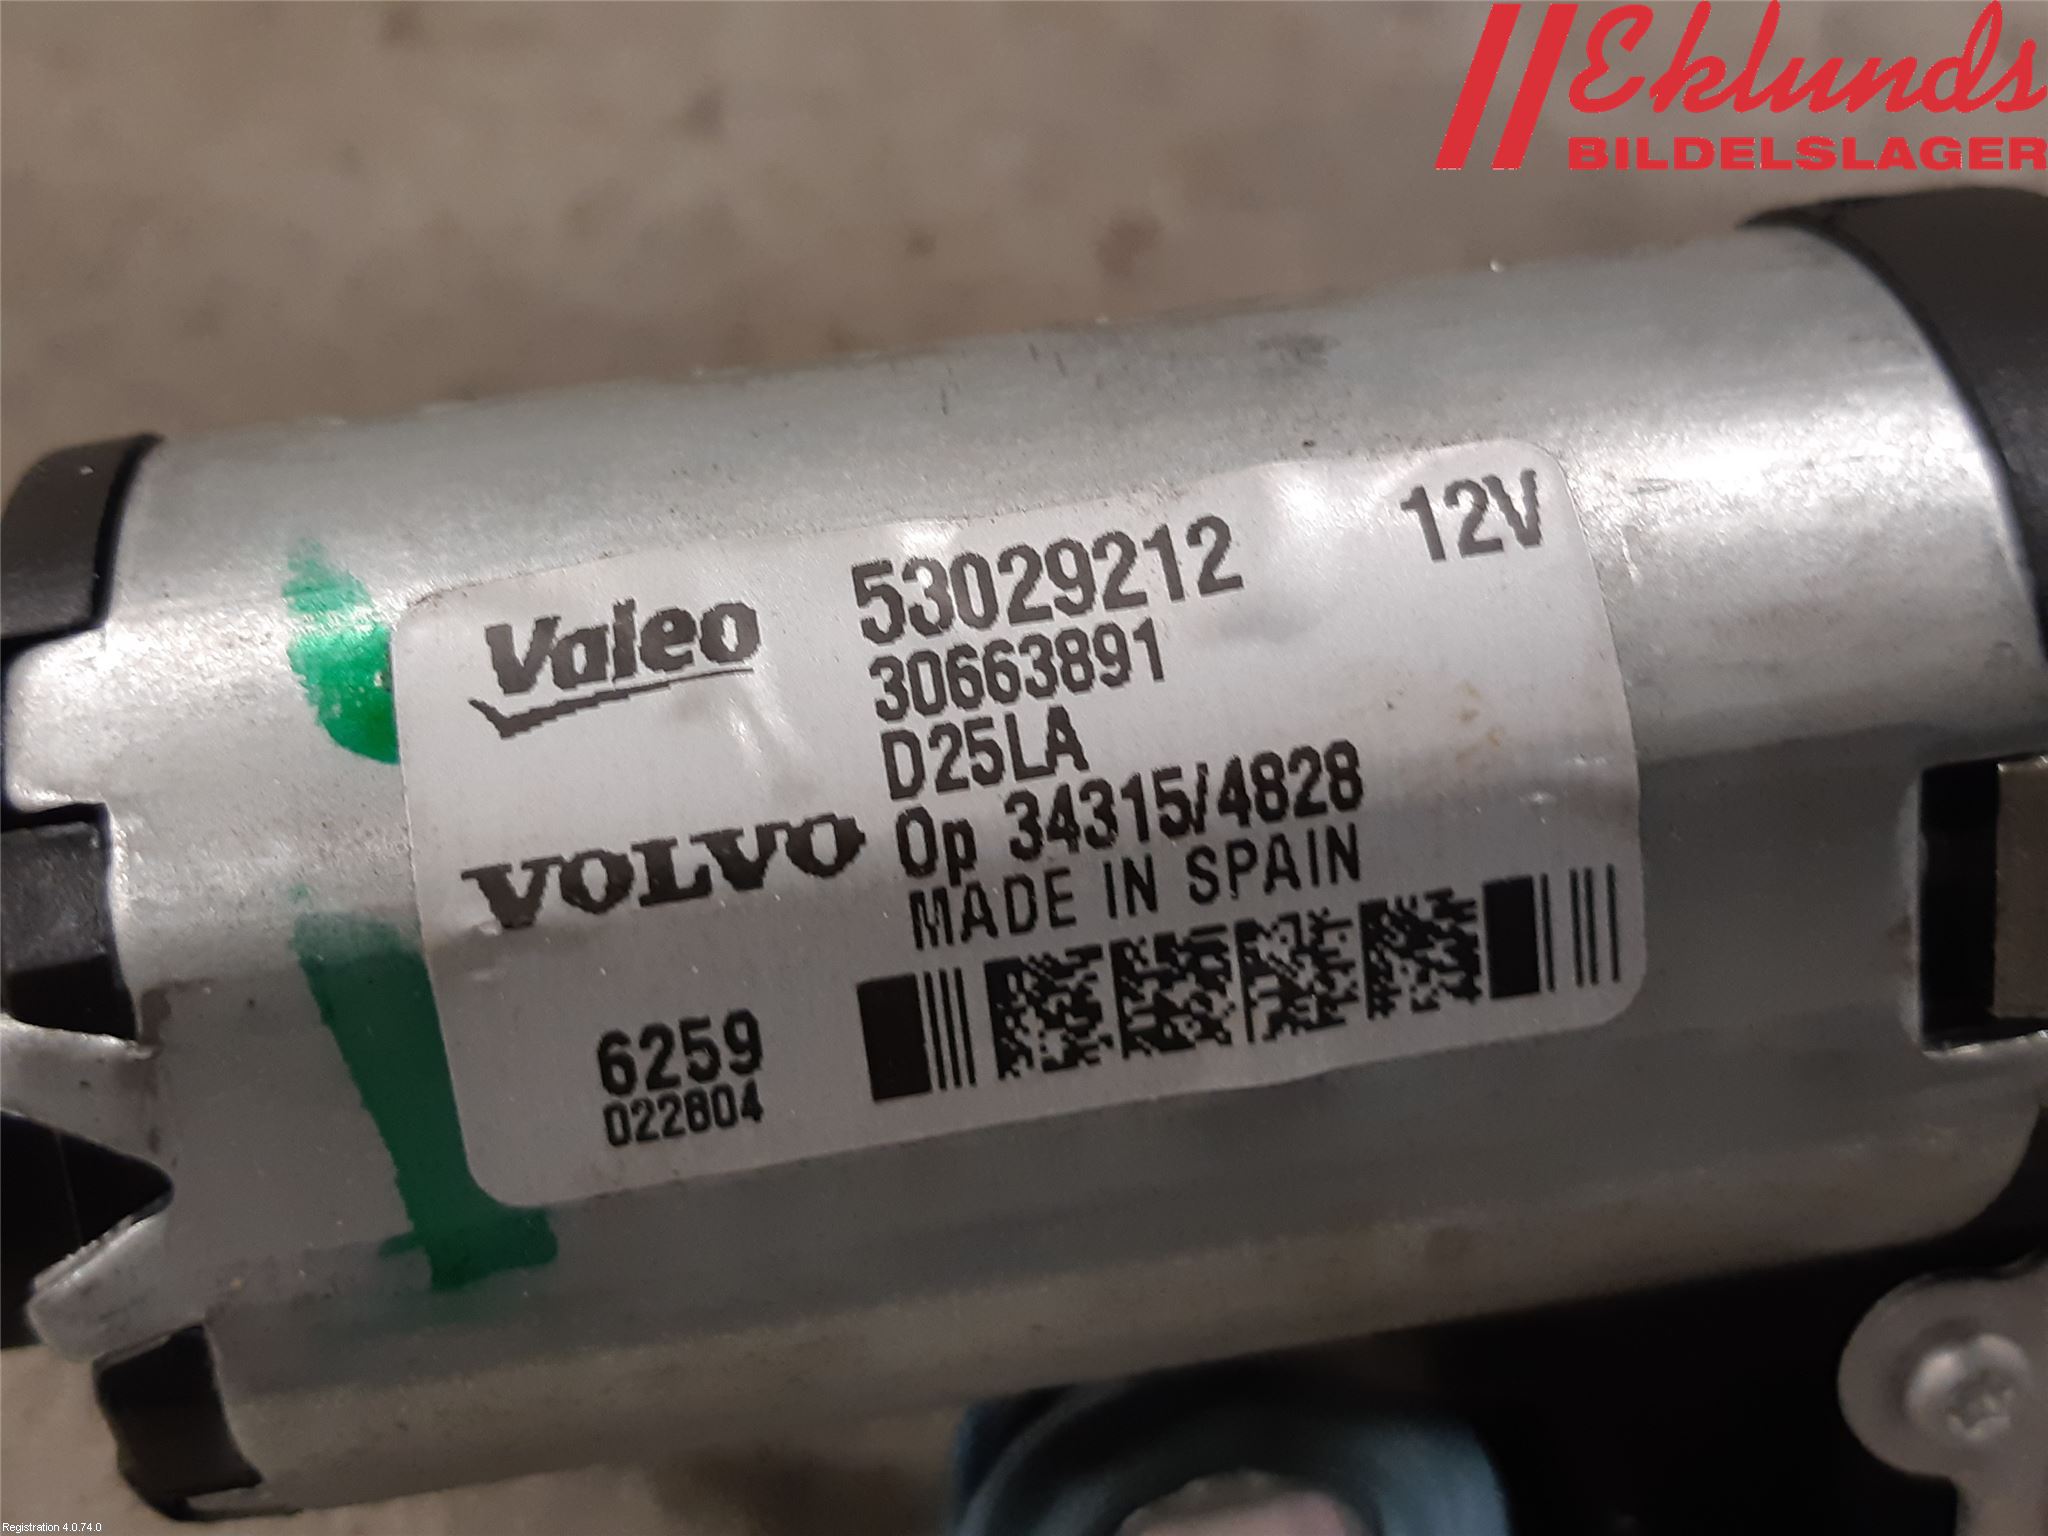 Eklunds
BILDELSLAGER
Valeo
53029212
12V
30663891
D25LA
VOLVO
Op 34315/4828
MADE IN SPAIN
6259
022804
Registration 4.0.74.0